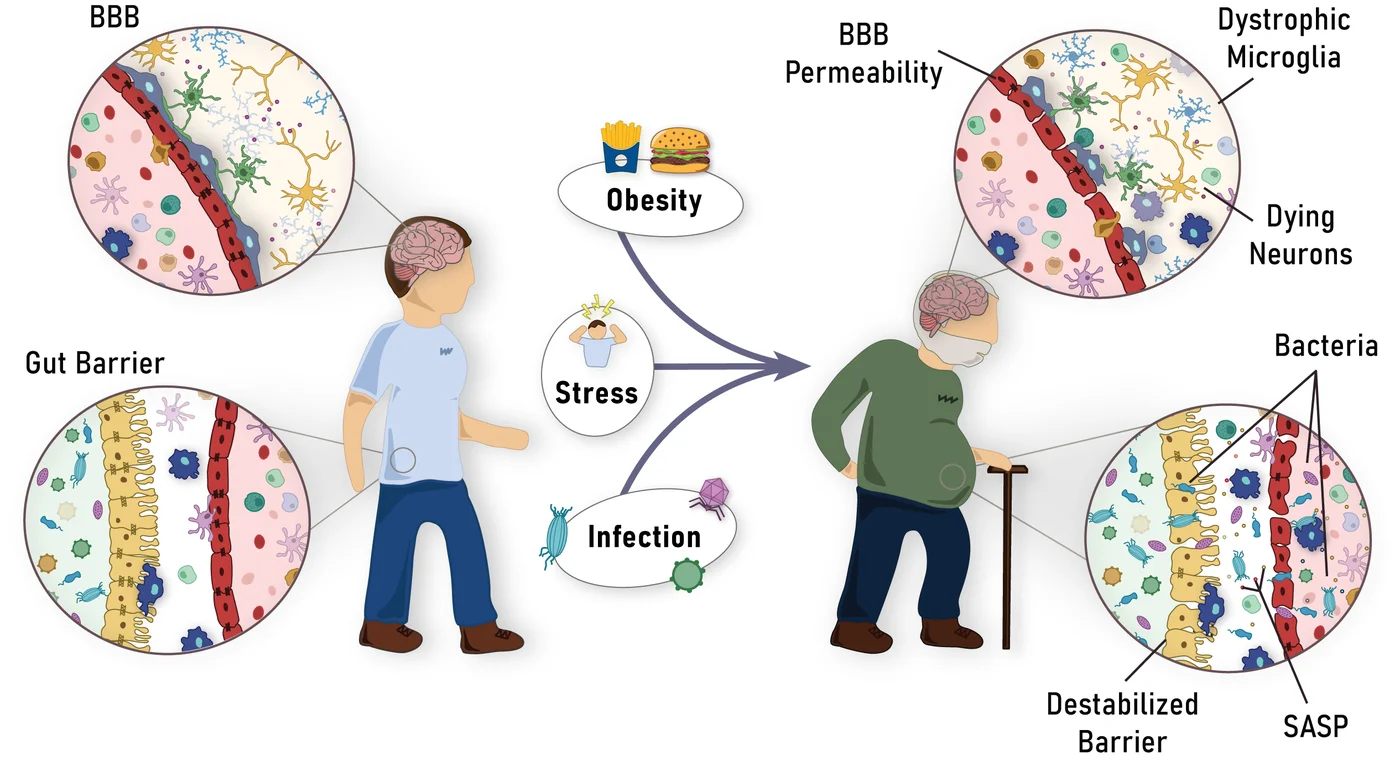 BBB
Gut Barrier
Obesity
Stress
Infection
BBB
Permeability
Dystrophic
Microglia
Dying
Neurons
Bacteria
Destabilized
Barrier
SASP